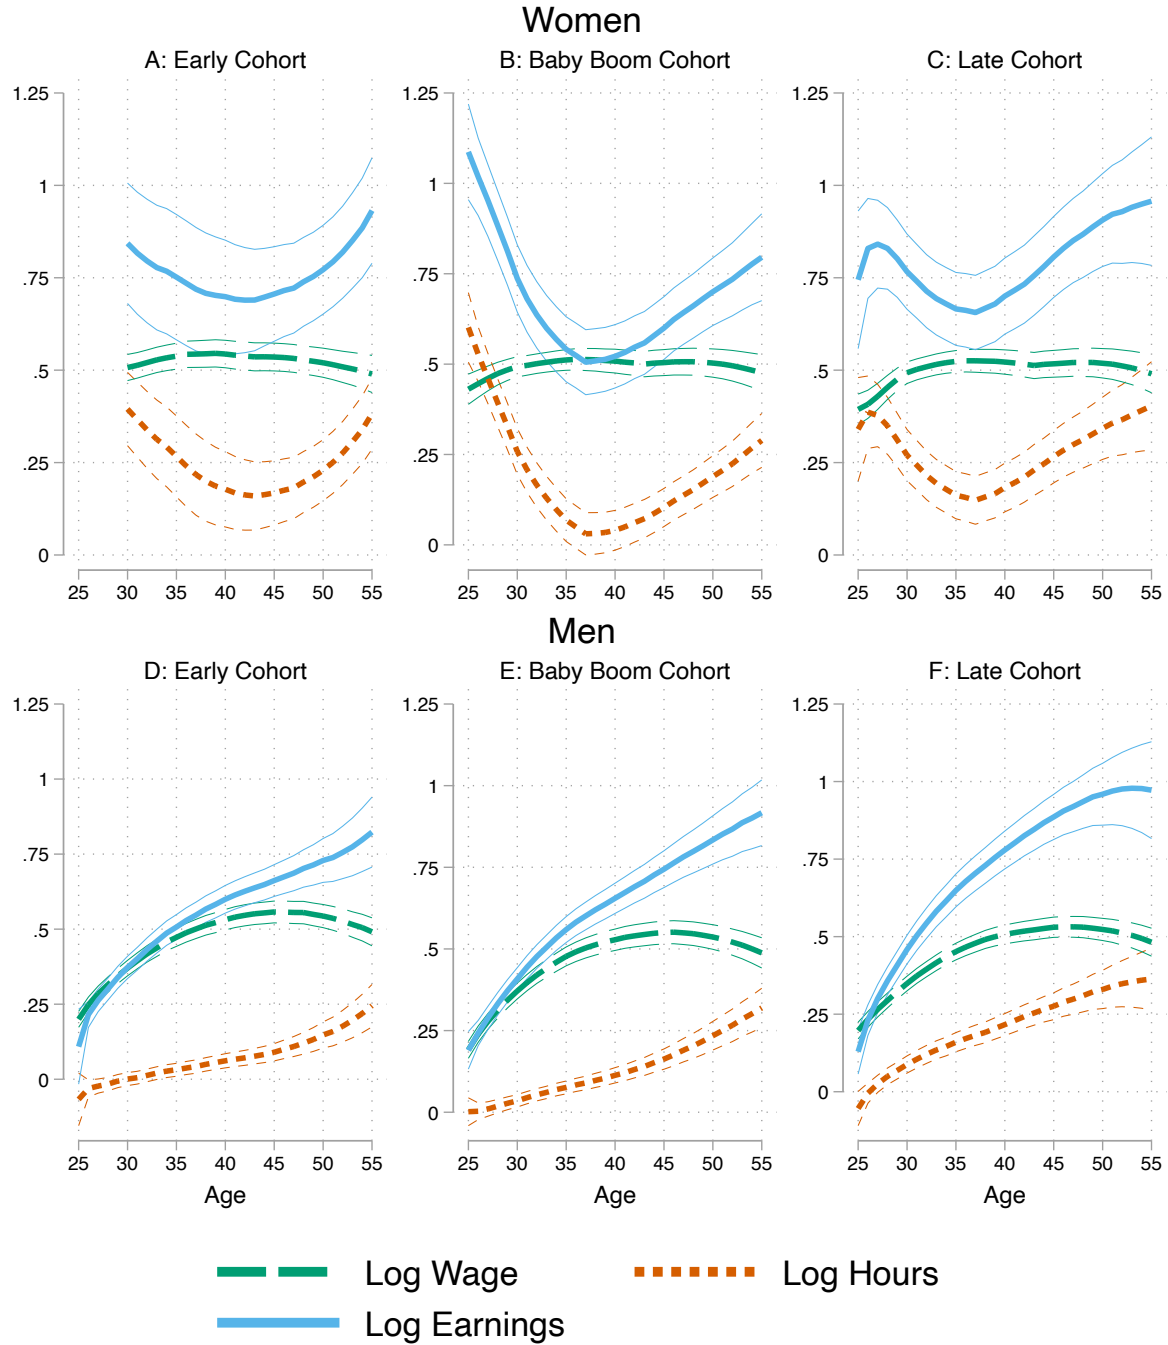 Women
A: Early Cohort
B: Baby Boom Cohort
C: Late Cohort
1.25
1
.75
.5
.25
0
25 30 35 40 45 50 55
1.25
1
.75
.5
.25
0
25 30 35 40 45 50 55
1.25
1
.75
.5
.25
0
25 30 35 40 45 50 55
Men
D: Early Cohort
E: Baby Boom Cohort
F: Late Cohort
1.25
1
.75
.5
.25
0
25 30 35 40 45 50 55
Age
1.25
1
.75
.5
.25
0
25 30 35 40 45 50 55
Age
1.25
1
.75
.5
.25
0
25 30 35 40 45 50 55
Age
Log Wage
Log Hours
Log Earnings